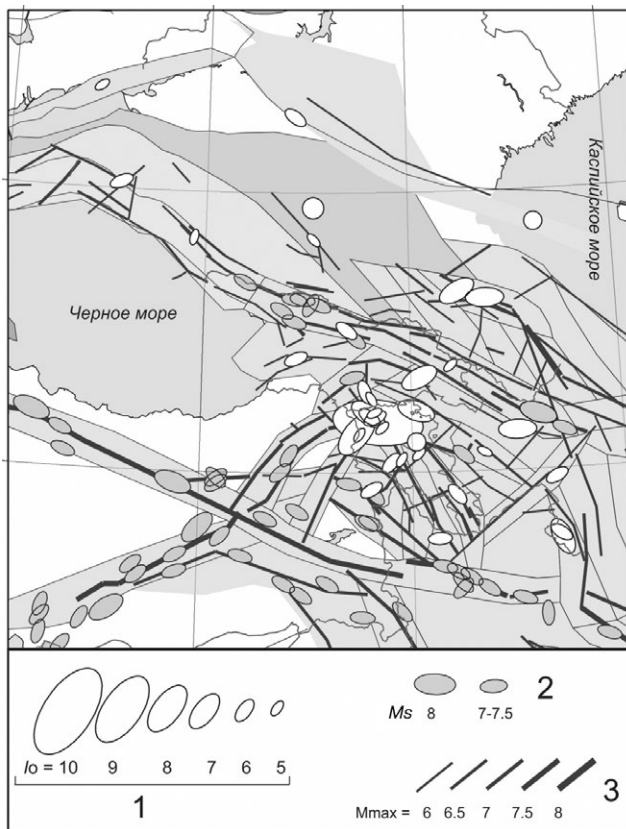 Каспийское море
Черное море
Io = 10 9 8 7 6 5
1
Ms 8 7-7.5
2
Mmax = 6 6.5 7 7.5 8
3